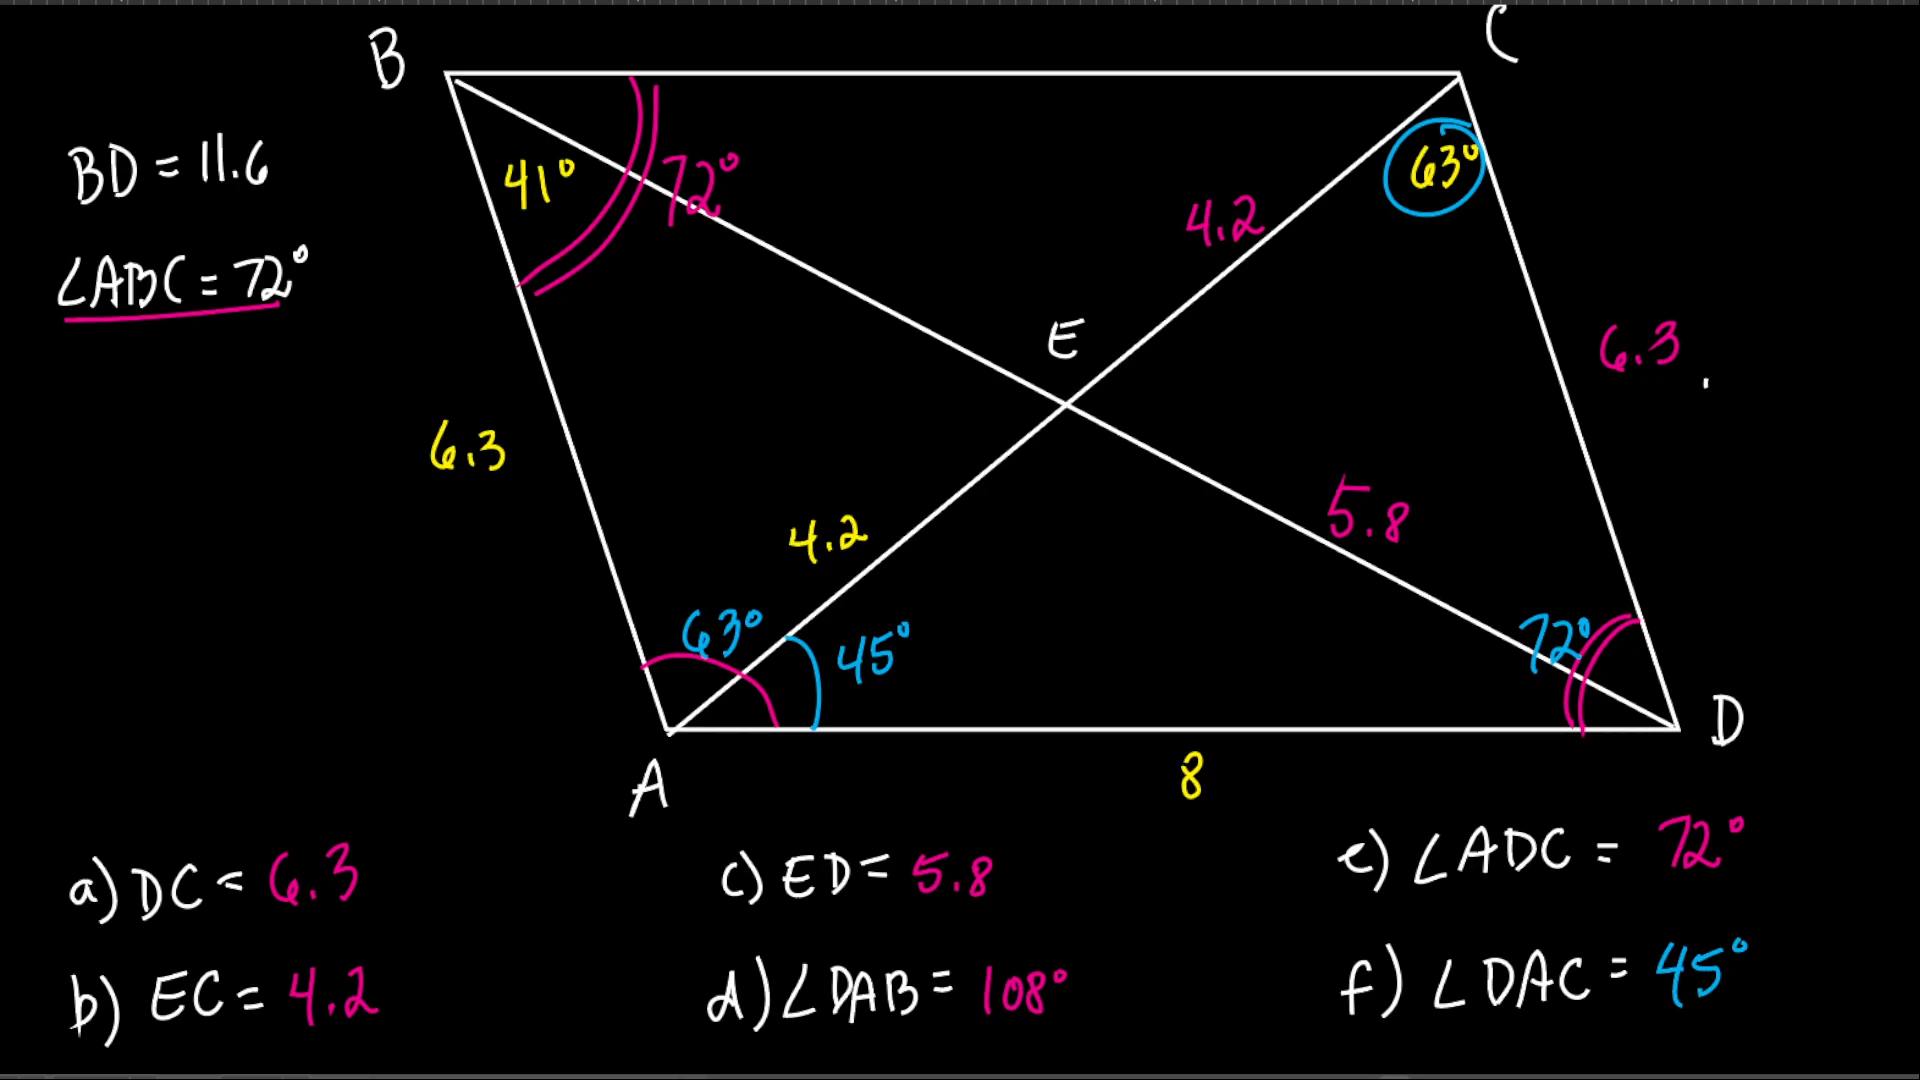 B
C
BD = 11.6
41°
72°
63°
4.2
∠ABC = 72°
E
6.3
6.3
5.8
4.2
63°
45°
72°
D
A
8
a) DC = 6.3
c) ED = 5.8
e) ∠ADC = 72°
b) EC = 4.2
d) ∠DAB = 108°
f) ∠DAC = 45°